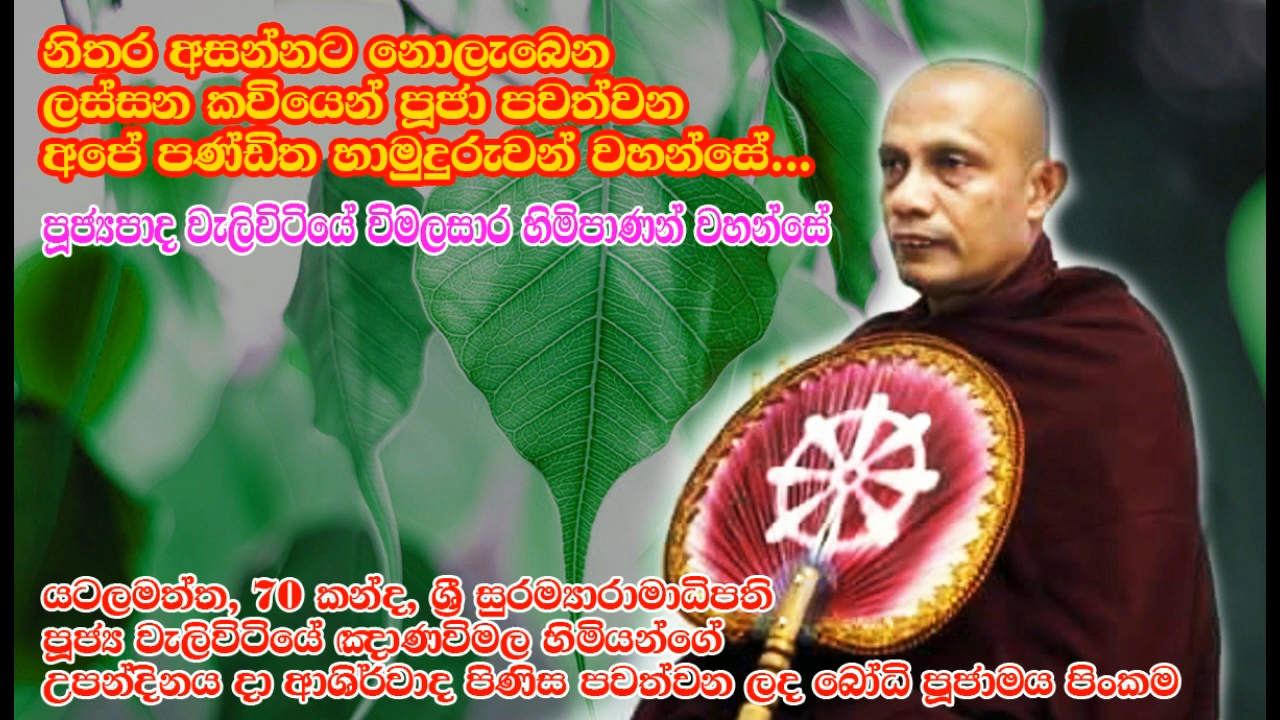 නිතර අසන්නට නොලැබෙන
ලස්සන කවියෙන් පූජා පවත්වන
අපේ පණ්ඩිත හාමුදුරුවන් වහන්සේ...
පූජ්‍යපාද වැලිවිටියේ විමලසාර හිමිපාණන් වහන්සේ
යටලමත්ත, 70 කන්ද, ශ්‍රී සුරම්‍යාරාමාධිපති
පූජ්‍ය වැලිවිටියේ ඤාණවිමල හිමියන්ගේ
උපන්දිනය දා ආශිර්වාද පිණිස පවත්වන ලද බෝධි පූජාමය පිංකම